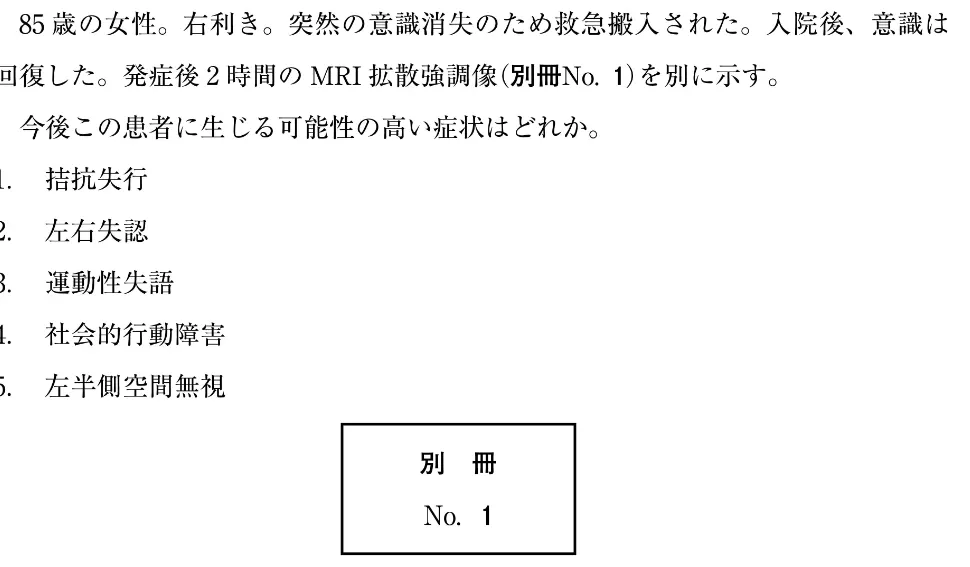 85歳の女性。右利き。突然の意識消失のため救急搬入された。入院後、意識は
回復した。発症後2時間の MRI 拡散強調像(別冊No. 1)を別に示す。
今後この患者に生じる可能性の高い症状はどれか。
1. 拮抗失行
2. 左右失認
3. 運動性失語
4. 社会的行動障害
5. 左半側空間無視
別 冊
No. 1